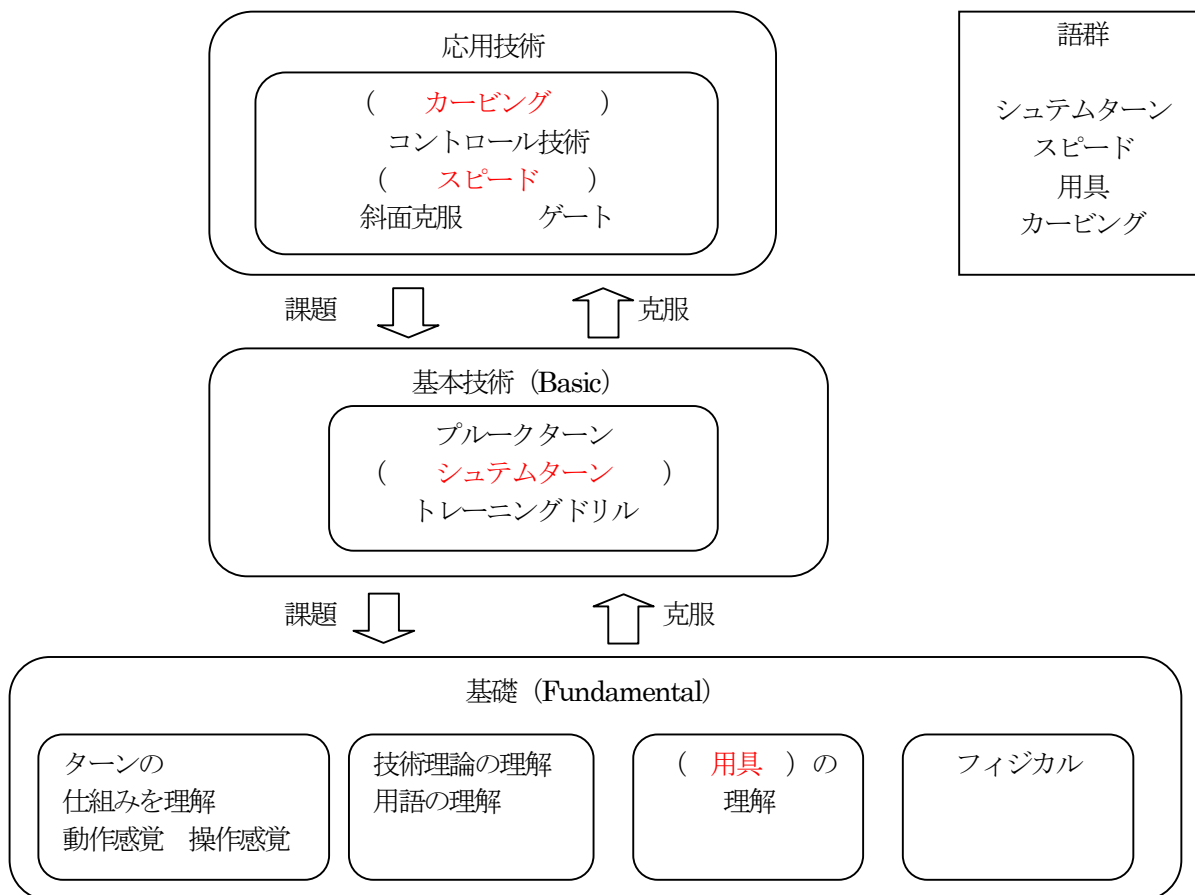 応用技術
(　カービング　)
コントロール技術
(　スピード　)
斜面克服　ゲート
語群
シュテムターン
スピード
用具
カービング
課題　克服
基本技術 (Basic)
プルークターン
(　シュテムターン　)
トレーニングドリル
課題　克服
基礎 (Fundamental)
ターンの
仕組みを理解
動作感覚　操作感覚
技術理論の理解
用語の理解
(　用具　) の
理解
フィジカル